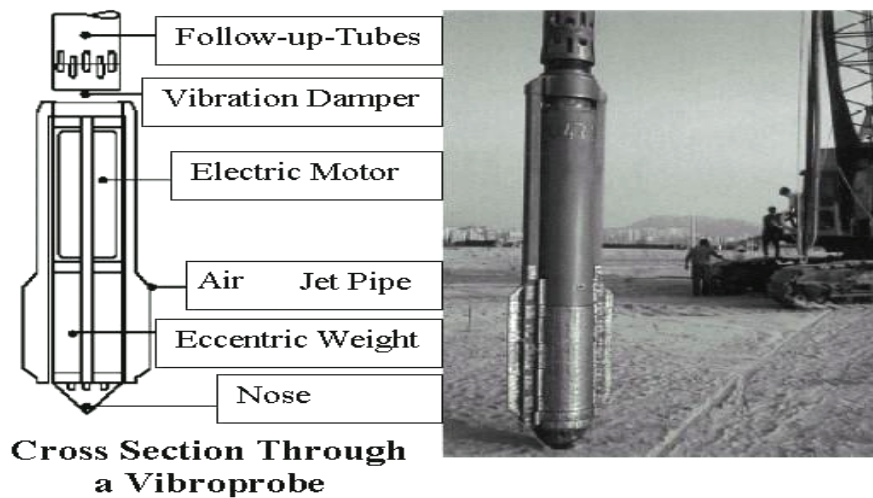 Follow-up-Tubes
Vibration Damper
Electric Motor
Air Jet Pipe
Eccentric Weight
Nose
Cross Section Through
a Vibroprobe